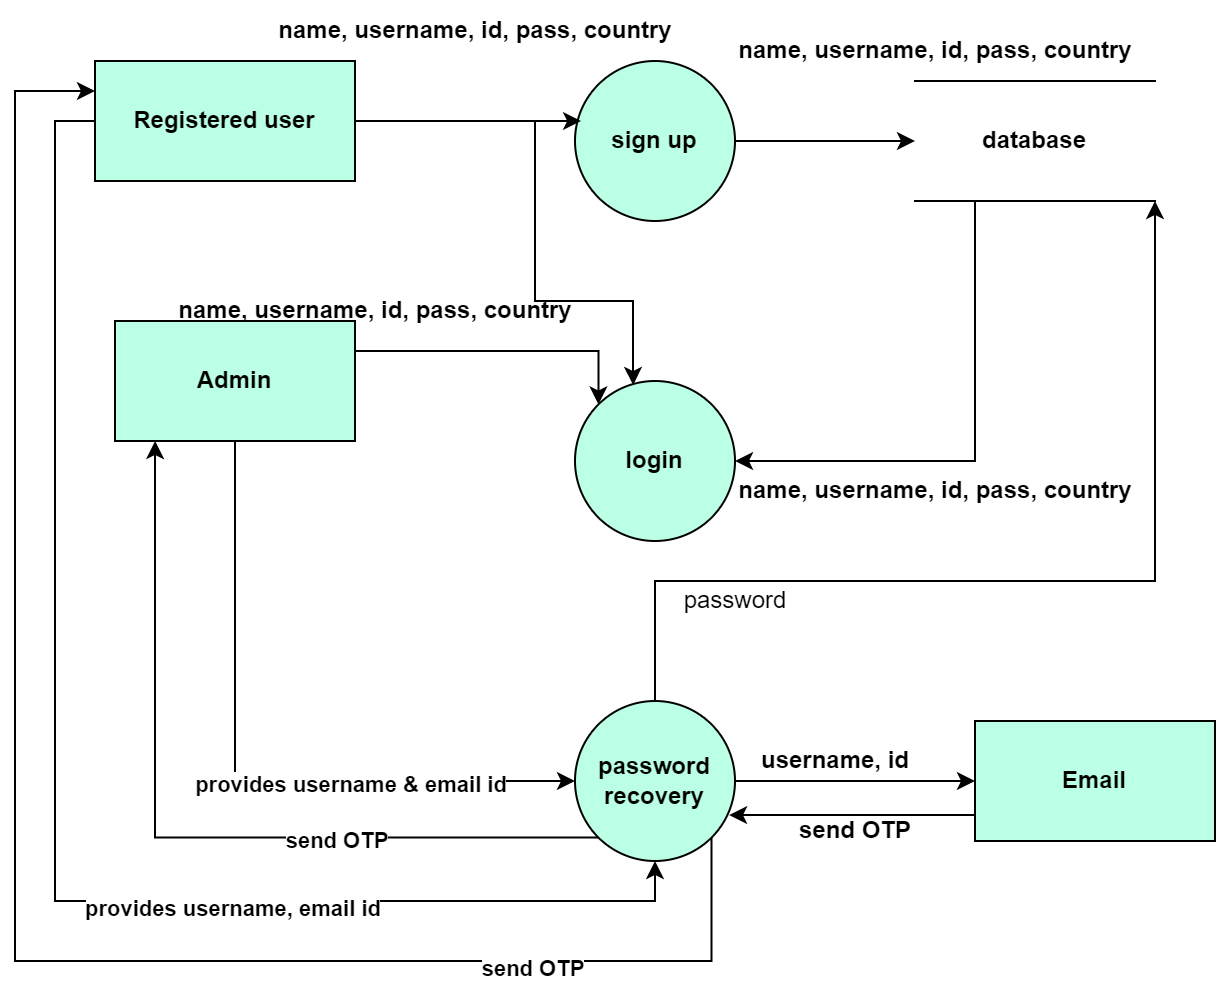 name, username, id, pass, country
name, username, id, pass, country
Registered user
sign up
database
name, username, id, pass, country
Admin
login
name, username, id, pass, country
password
password
recovery
username, id
Email
provides username & email id
send OTP
send OTP
provides username, email id
send OTP